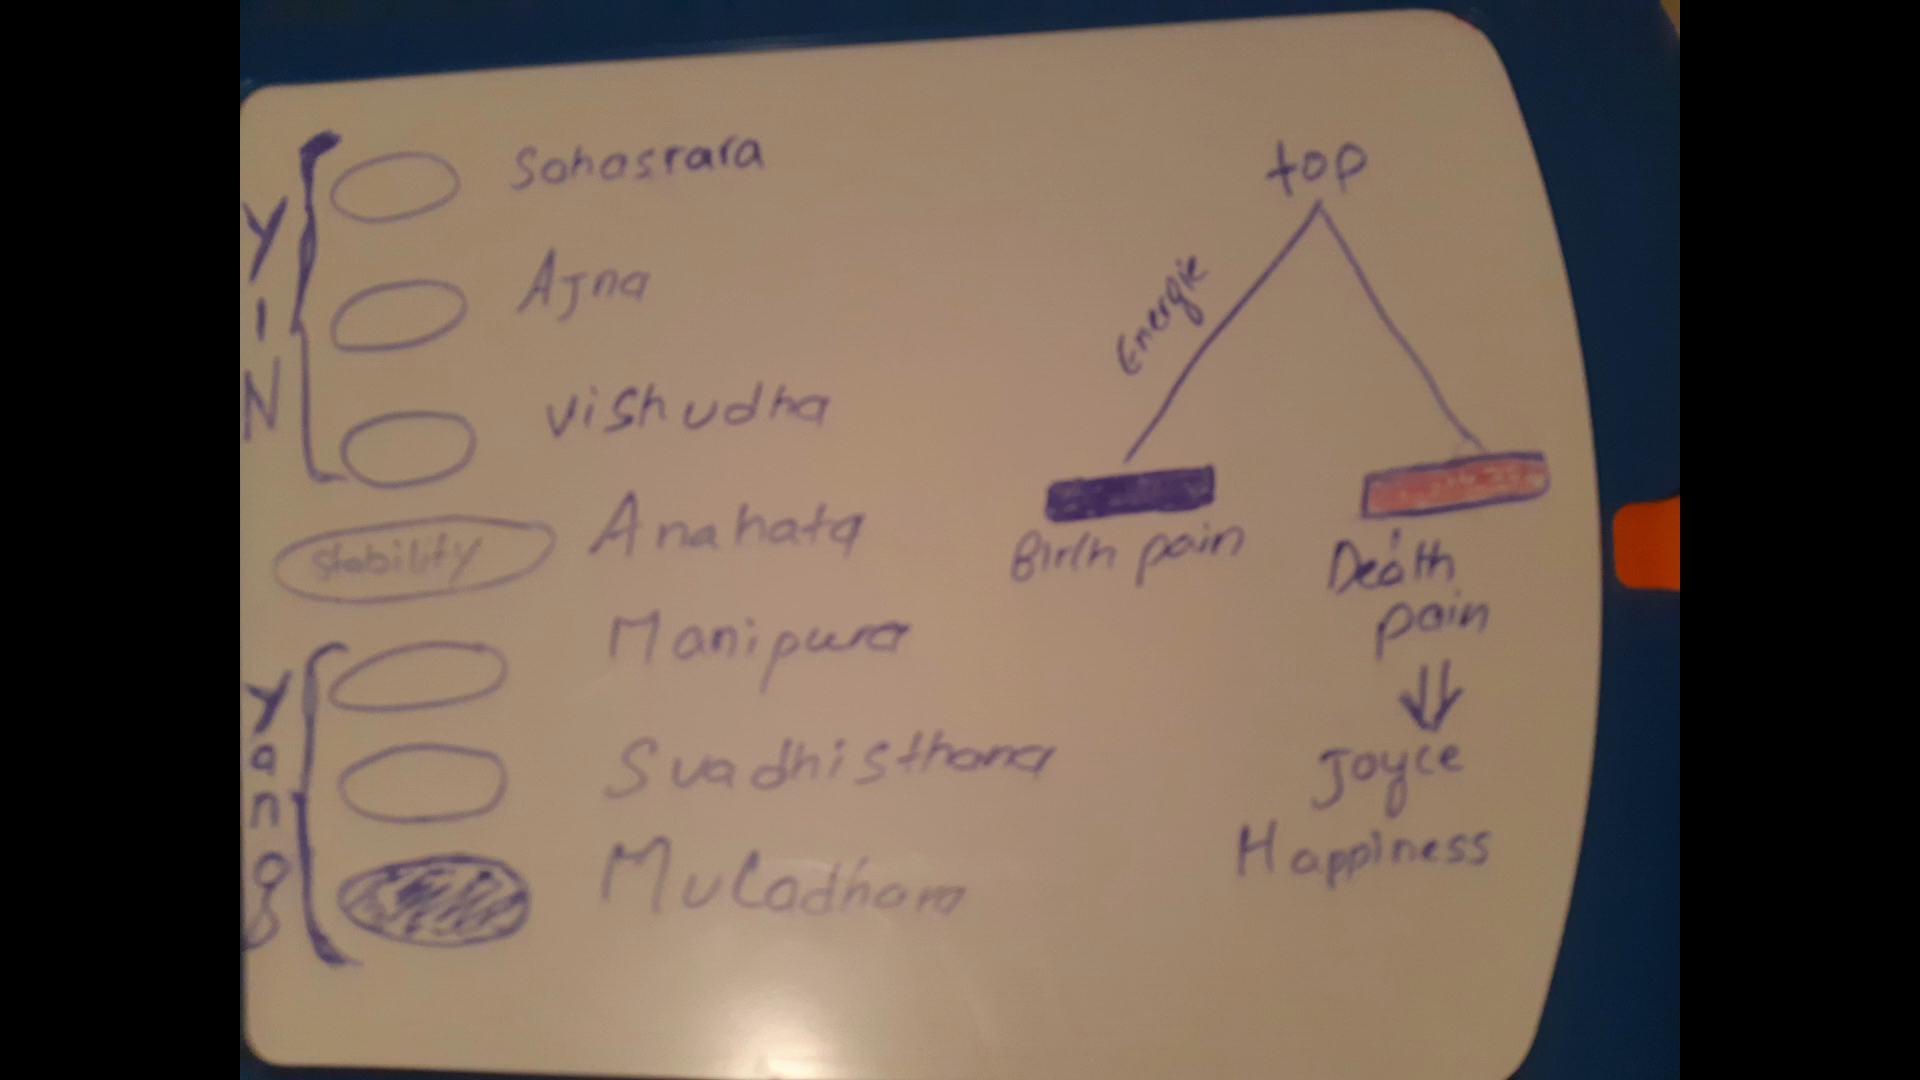 YIN
Sahasrara
Ajna
vishudha
stability
Anahata
Manipura
Svadhisthana
Yang
Muladhara
top
Energie
Birth pain
Death
pain
Joyce
Happiness